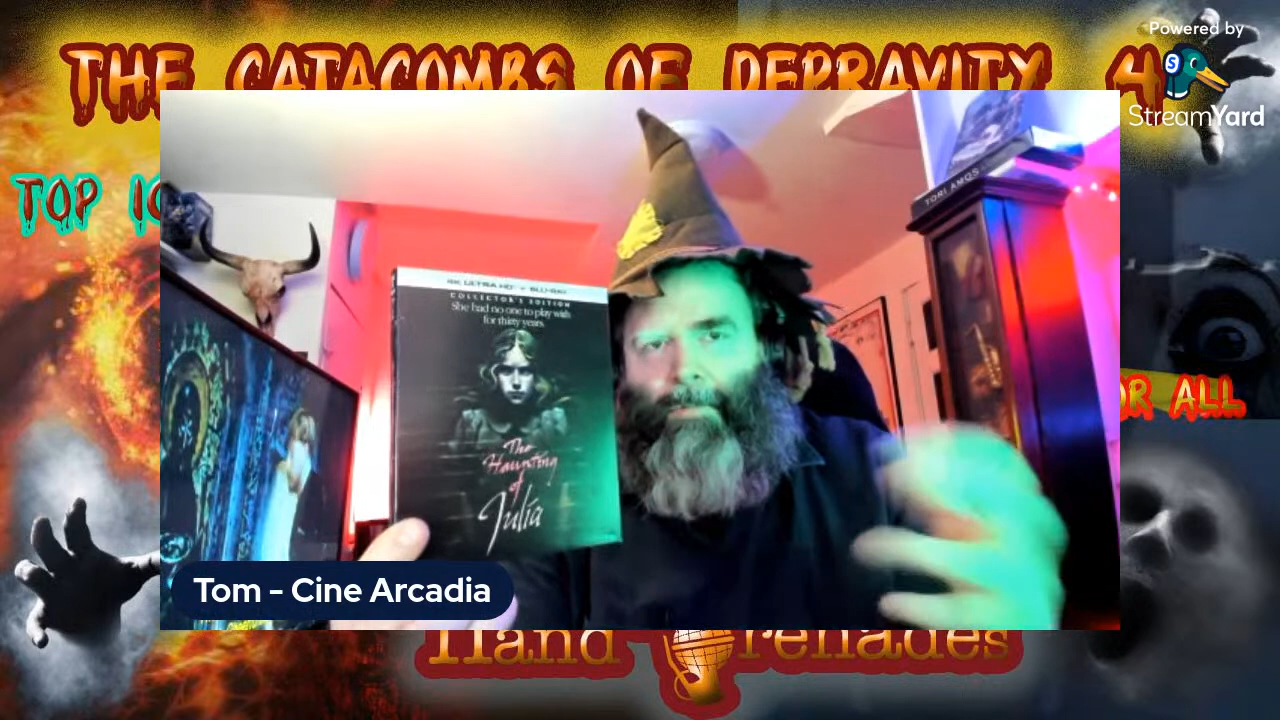 Powered by
StreamYard
THE CATACOMBS OF DEPRAVITY 4
TOP 10
TORI AMOS
4K ULTRA HD + BLU-RAY
COLLECTOR'S EDITION
She had no one to play with
for thirty years.
The
Haunting
of
Julia
OR ALL
Tom - Cine Arcadia
Hand Grenades